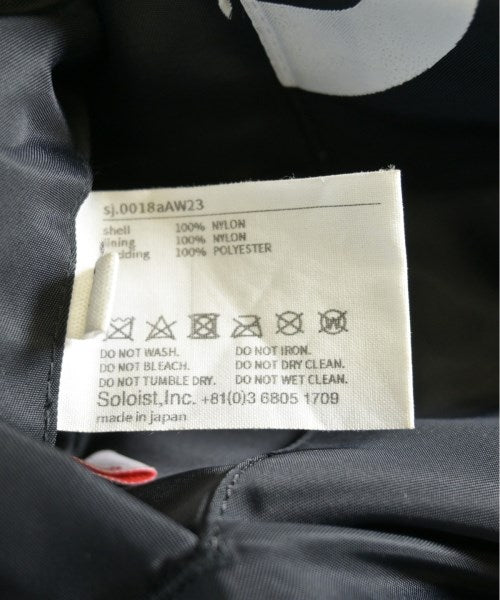 sj.0018aAW23
shell 100% NYLON
lining 100% NYLON
padding 100% POLYESTER
DO NOT WASH. DO NOT IRON.
DO NOT BLEACH. DO NOT DRY CLEAN.
DO NOT TUMBLE DRY. DO NOT WET CLEAN.
Soloist,Inc. +81(0)3 6805 1709
made in japan